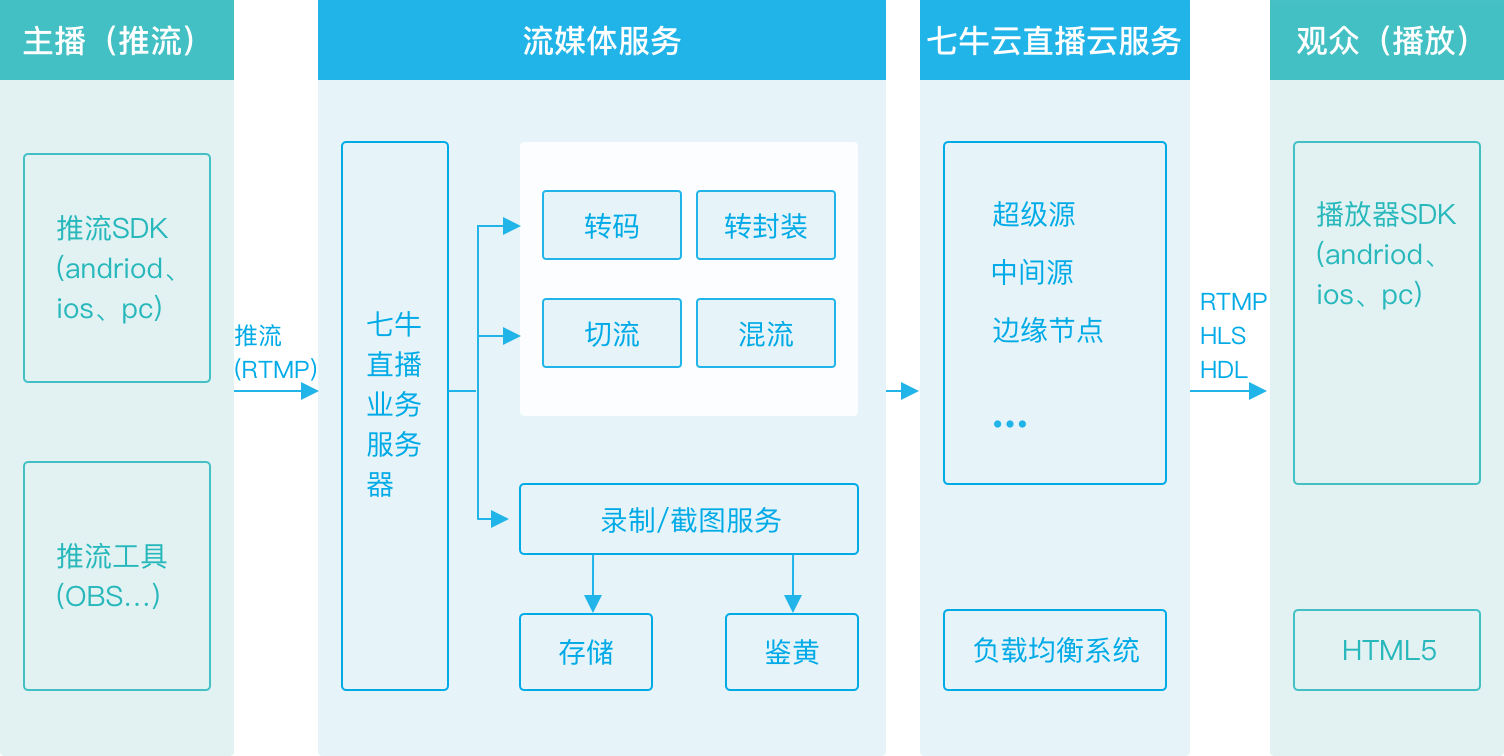 主播（推流）
推流SDK
(andriod、
ios、pc)
推流工具
(OBS...)
推流
(RTMP)
流媒体服务
七牛
直播
业务
服务
器
转码
转封装
切流
混流
录制/截图服务
存储
鉴黄
七牛云直播云服务
超级源
中间源
边缘节点
...
负载均衡系统
RTMP
HLS
HDL
观众（播放）
播放器SDK
(andriod、
ios、pc)
HTML5